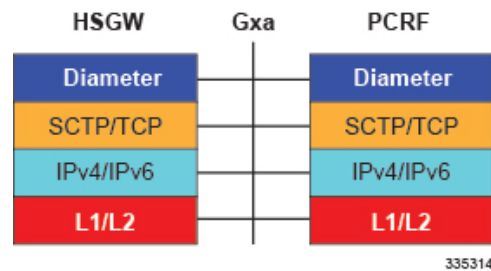 HSGW Gxa PCRF
Diameter Diameter
SCTP/TCP SCTP/TCP
IPv4/IPv6 IPv4/IPv6
L1/L2 L1/L2
335314